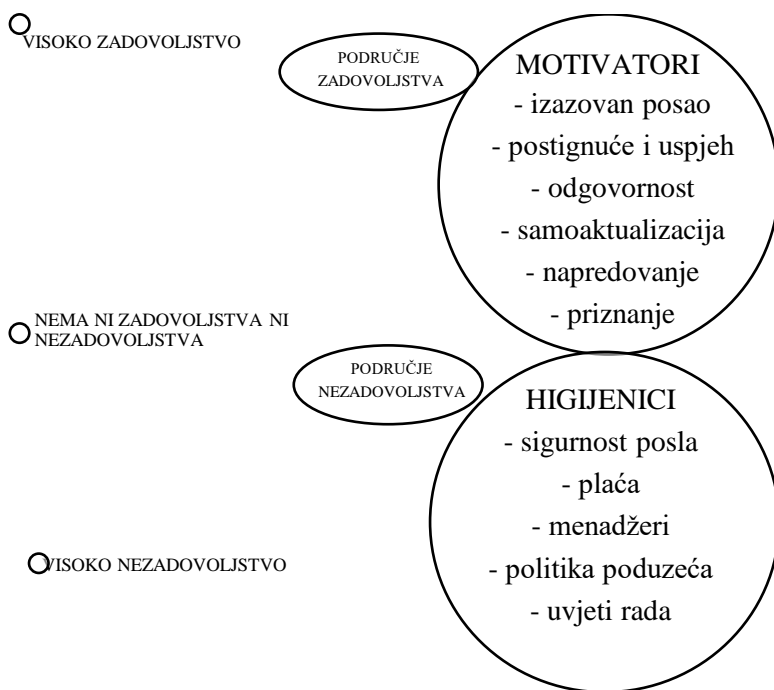 VISOKO ZADOVOLJSTVO
PODRUČJE
ZADOVOLJSTVA
MOTIVATORI
- izazovan posao
- postignuće i uspjeh
- odgovornost
- samoaktualizacija
- napredovanje
- priznanje
NEMA NI ZADOVOLJSTVA NI
NEZADOVOLJSTVA
PODRUČJE
NEZADOVOLJSTVA
HIGIJENICI
- sigurnost posla
- plaća
- menadžeri
- politika poduzeća
- uvjeti rada
VISOKO NEZADOVOLJSTVO